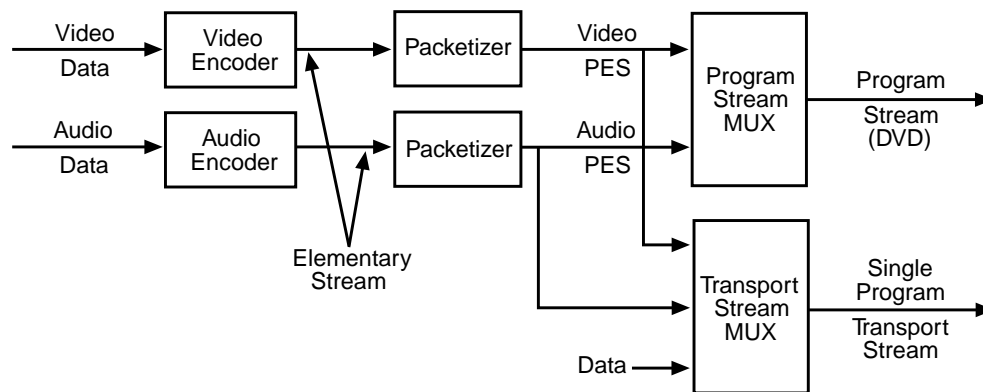 Video
Data
Video
Encoder
Packetizer
Video
PES
Program
Stream
MUX
Program
Stream
(DVD)
Audio
Data
Audio
Encoder
Packetizer
Audio
PES
Elementary
Stream
Transport
Stream
MUX
Single
Program
Transport
Stream
Data